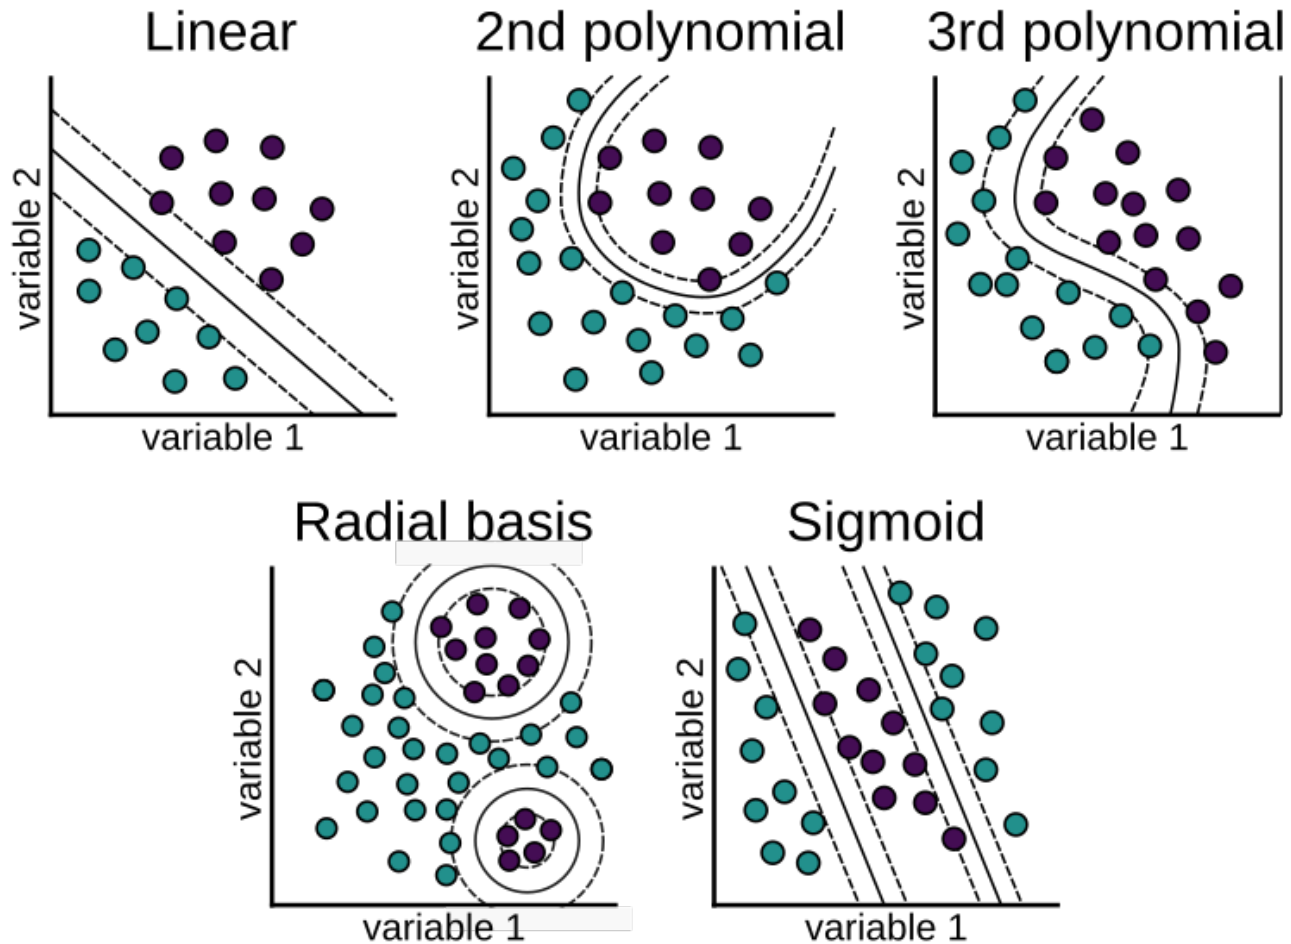 Linear
2nd polynomial
3rd polynomial
variable 2
variable 2
variable 2
variable 1
variable 1
variable 1
Radial basis
Sigmoid
variable 2
variable 2
variable 1
variable 1